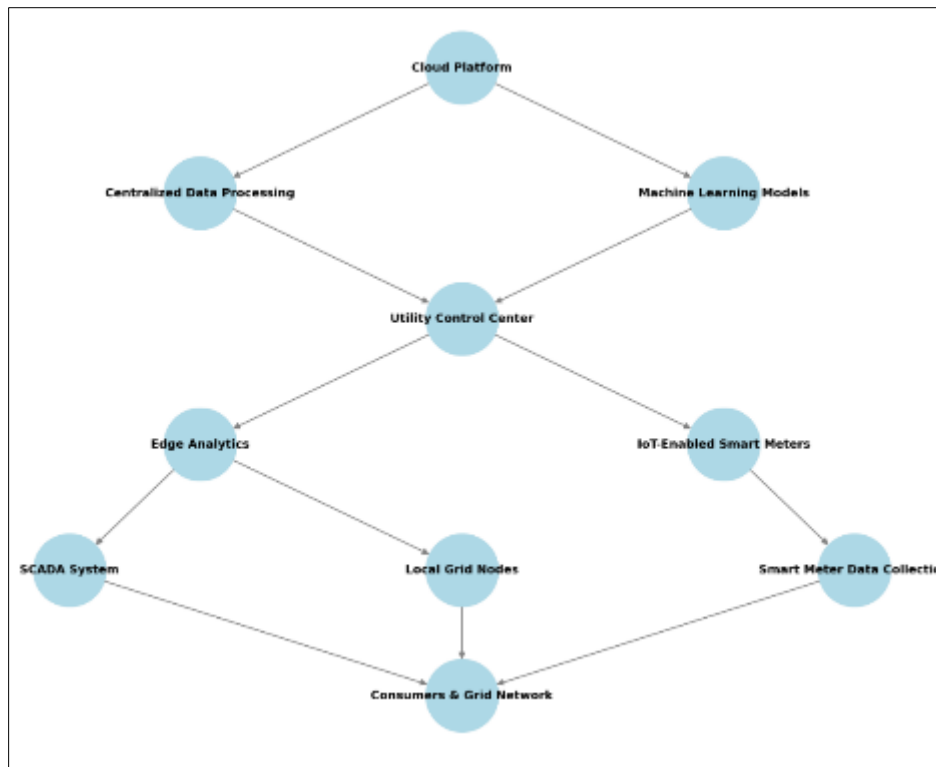 Cloud Platform
Centralized Data Processing
Machine Learning Models
Utility Control Center
Edge Analytics
IoT-Enabled Smart Meters
SCADA System
Local Grid Nodes
Smart Meter Data Collectio
Consumers & Grid Network